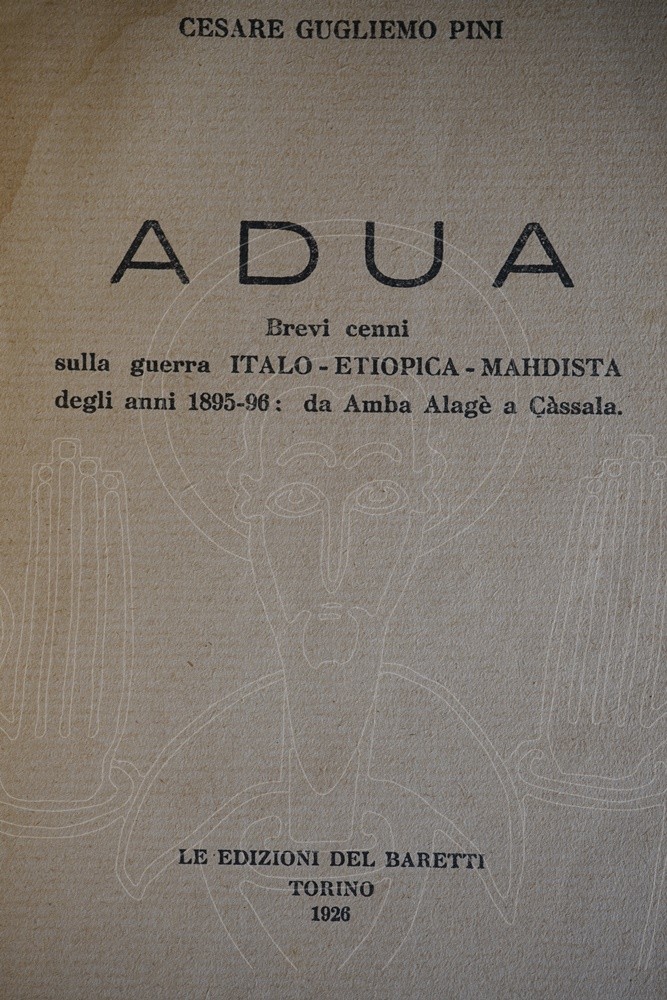 CESARE GUGLIEMO PINI
ADUA
Brevi cenni
sulla guerra ITALO - ETIOPICA - MAHDISTA
degli anni 1895-96: da Amba Alagè a Çàssala.
LE EDIZIONI DEL BARETTI
TORINO
1926